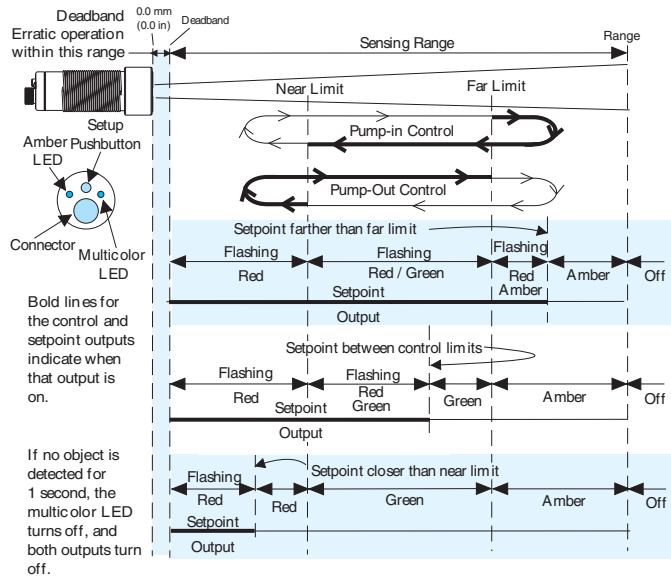 Deadband
Erratic operation
within this range
0.0 mm
(0.0 in)
Deadband
Sensing Range
Range
Near Limit
Far Limit
Pump-in Control
Setup
Pushbutton
Amber
LED
Connector
Multicolor
LED
Pump-Out Control
Setpoint farther than far limit
Flashing
Red
Flashing
Red / Green
Flashing
Red
Amber
Amber
Off
Setpoint
Output
Bold lines for
the control and
setpoint outputs
indicate when
that output is
on.
Setpoint between control limits
Flashing
Red
Flashing
Red
Green
Green
Amber
Off
Setpoint
Output
If no object is
detected for
1 second, the
multicolor LED
turns off, and
both outputs turn
off.
Setpoint closer than near limit
Flashing
Red
Red
Green
Amber
Off
Setpoint
Output